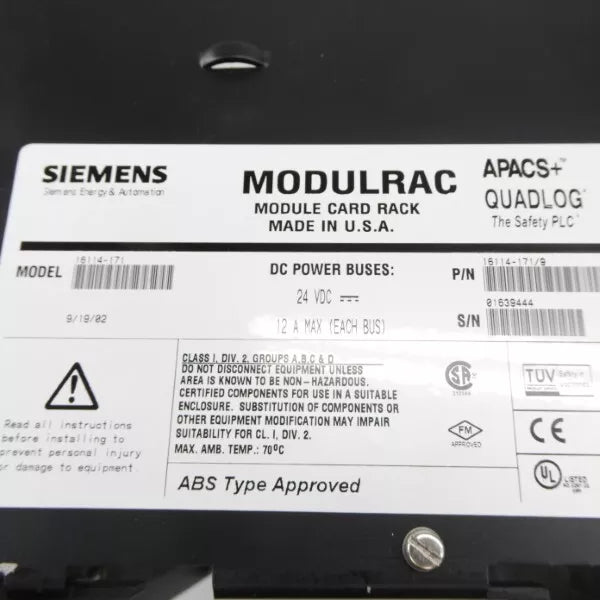 SIEMENS
Siemens Energy & Automation
MODULRAC
MODULE CARD RACK
MADE IN U.S.A.
APACS+™
QUADLOG
The Safety PLC
MODEL
16114-171
9/19/02
DC POWER BUSES:
24 VDC
12 A MAX (EACH BUS)
P/N
16114-171/9
S/N
01639444
Read all instructions
before installing to
prevent personal injury
or damage to equipment.
CLASS I, DIV. 2, GROUPS A,B,C & D
DO NOT DISCONNECT EQUIPMENT UNLESS
AREA IS KNOWN TO BE NON-HAZARDOUS.
CERTIFIED COMPONENTS FOR USE IN A SUITABLE
ENCLOSURE. SUBSTITUTION OF COMPONENTS OR
OTHER EQUIPMENT MODIFICATION MAY IMPAIR
SUITABILITY FOR CL. I, DIV. 2.
MAX. AMB. TEMP.: 70°C
ABS Type Approved
SA
TUV
FM
APPROVED
CE
UL
LISTED